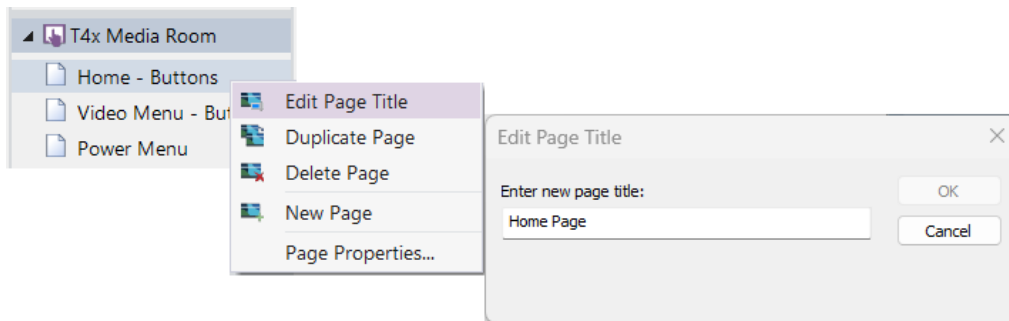 T4x Media Room
Home - Buttons
Video Menu - But
Power Menu
Edit Page Title
Duplicate Page
Delete Page
New Page
Page Properties...
Edit Page Title
Enter new page title:
Home Page
OK
Cancel